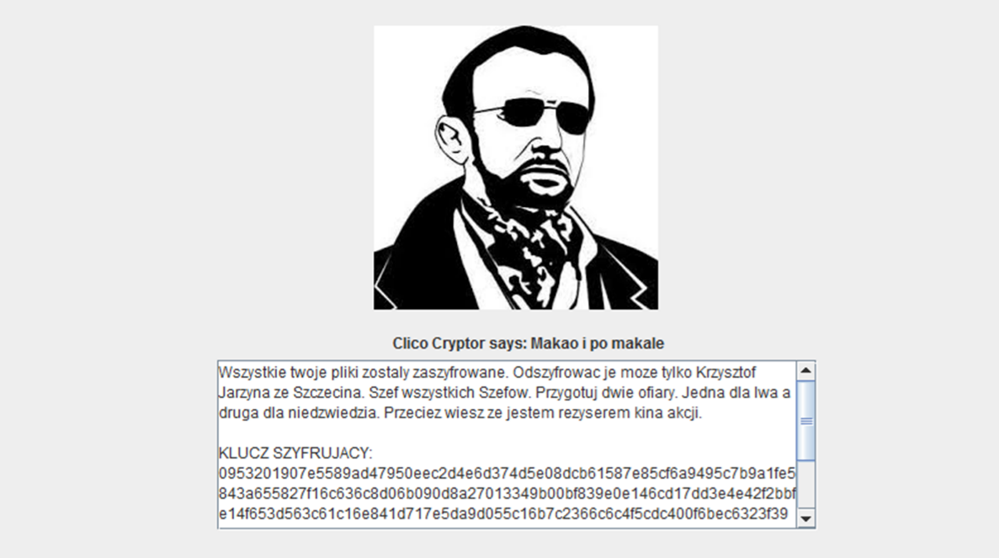 Clico Cryptor says: Makao i po makale
Wszystkie twoje pliki zostaly zaszyfrowane. Odszyfrowac je moze tylko Krzysztof
Jarzyna ze Szczecina. Szef wszystkich Szefow. Przygotuj dwie ofiary. Jedna dla lwa a
druga dla niedzwiedzia. Przeciez wiesz ze jestem rezyserem kina akcji.
KLUCZ SZYFRUJACY:
0953201907e5589ad47950eec2d4e6d374d5e08dcb61587e85cf6a9495c7b9a1fe5
843a655827f16c636c8d06b090d8a27013349b00bf839e0e146cd17dd3e4e42f2bbf
e14f653d563c61c16e841d717e5da9d055c16b7c2366c6c4f5cdc400f6bec6323f39